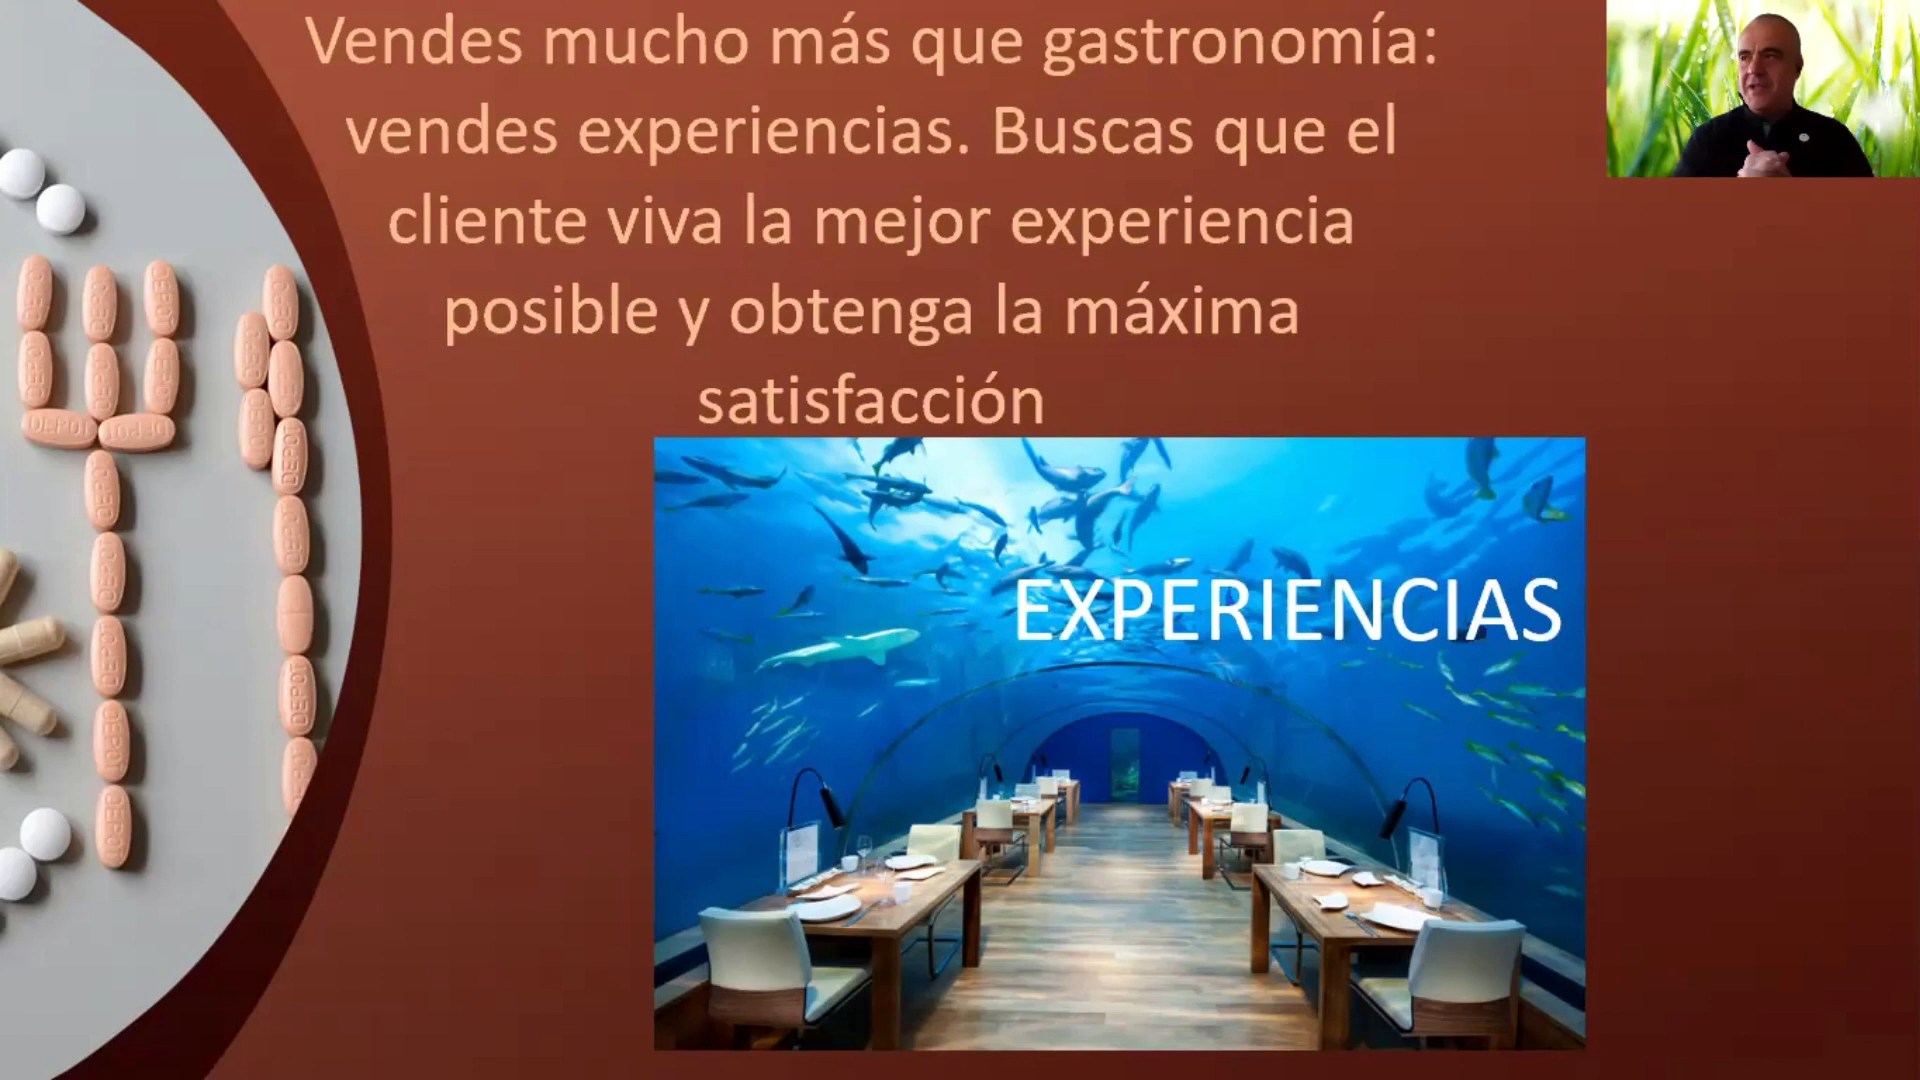 Vendes mucho más que gastronomía:
vendes experiencias. Buscas que el
cliente viva la mejor experiencia
posible y obtenga la máxima
satisfacción
EXPERIENCIAS
DEPOT